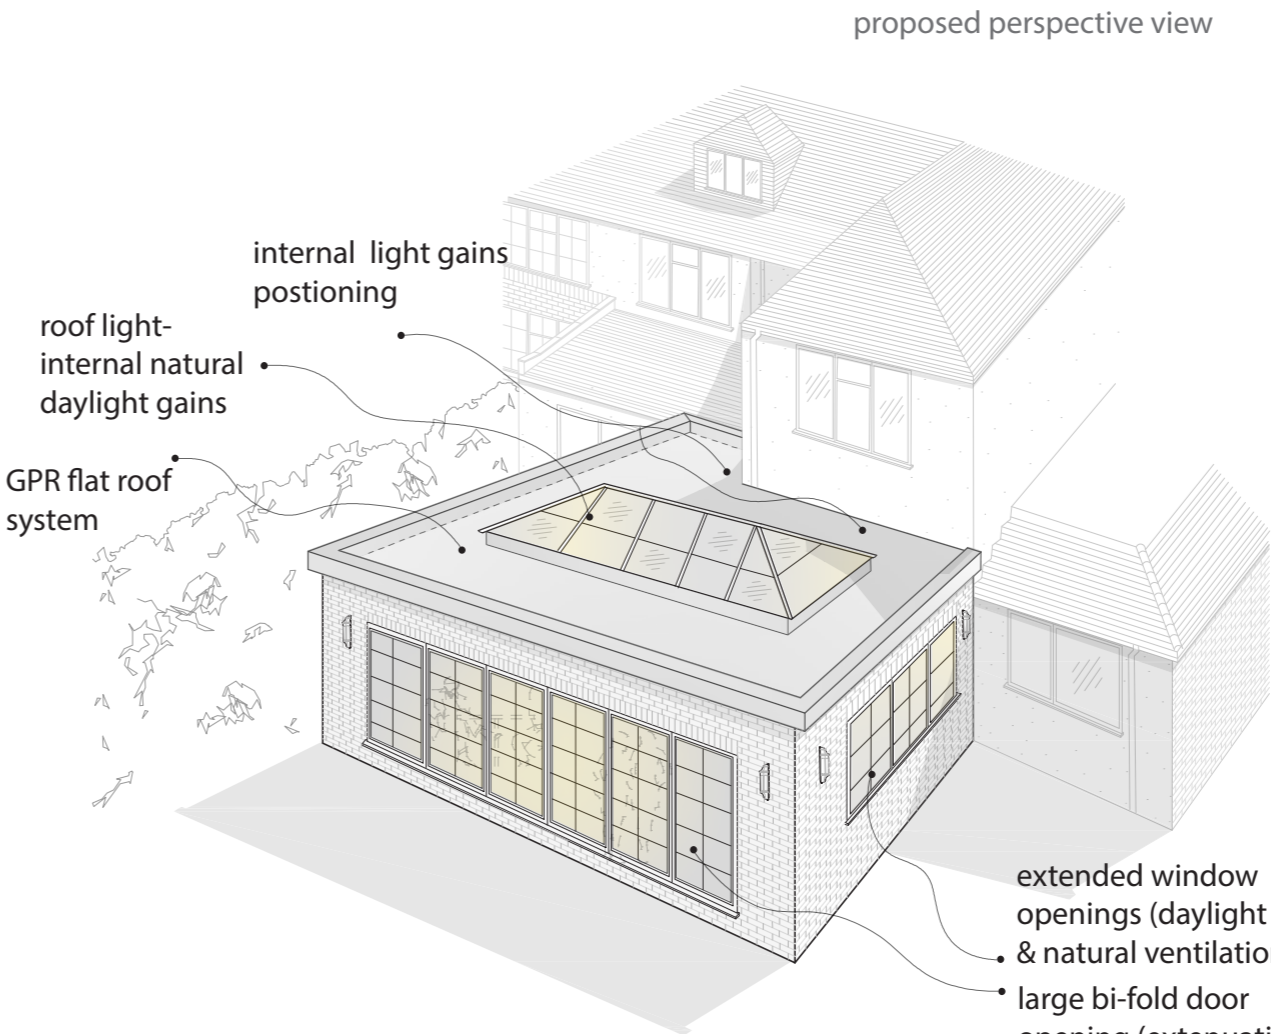 proposed perspective view
internal light gains
postioning
roof light-
internal natural
daylight gains
GPR flat roof
system
extended window
openings (daylight
& natural ventilatio
large bi-fold door